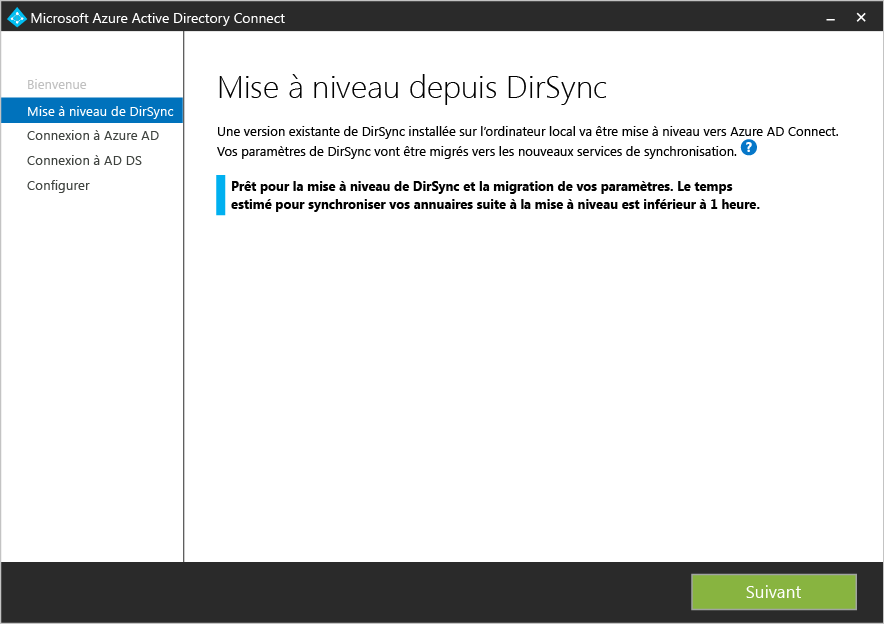 Microsoft Azure Active Directory Connect
Bienvenue
Mise à niveau de DirSync
Connexion à Azure AD
Connexion à AD DS
Configurer
Mise à niveau depuis DirSync
Une version existante de DirSync installée sur l'ordinateur local va être mise à niveau vers Azure AD Connect.
Vos paramètres de DirSync vont être migrés vers les nouveaux services de synchronisation. ?
Prêt pour la mise à niveau de DirSync et la migration de vos paramètres. Le temps
estimé pour synchroniser vos annuaires suite à la mise à niveau est inférieur à 1 heure.
Suivant